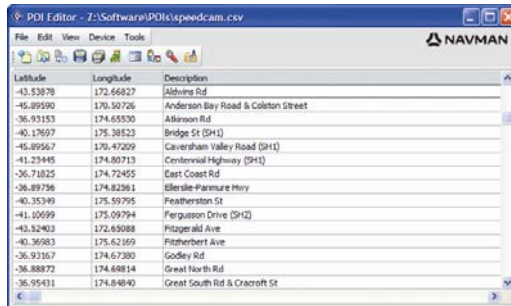 POI Editor - Z:\Software\POIs\speedcam.csv
File Edit View Device Tools
NAVMAN
Latitude Longitude Description
-43.53878 172.66827 Aldwins Rd
-45.89590 170.50726 Anderson Bay Road & Colston Street
-36.93153 174.65530 Atkinson Rd
-40.17697 175.38523 Bridge St (SH1)
-45.89567 170.47209 Caversham Valley Road (SH1)
-41.23445 174.80713 Centennial Highway (SH1)
-36.71825 174.72455 East Coast Rd
-36.89756 174.82561 Ellerslie-Panmure Hwy
-40.35349 175.59795 Featherston St
-41.10699 175.09794 Fergusson Drive (SH2)
-43.52403 172.65088 Fitzgerald Ave
-40.36983 175.62169 Fitzherbert Ave
-36.93167 174.67380 Godley Rd
-36.88872 174.69814 Great North Rd
-36.95431 174.84840 Great South Rd & Cracroft St